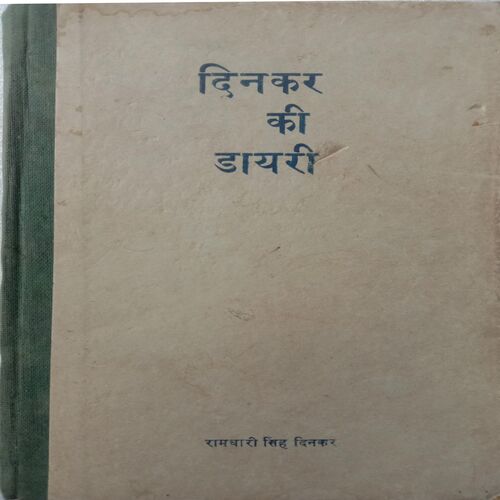 दिनकर
की
डायरी
रामधारी सिंह दिनकर